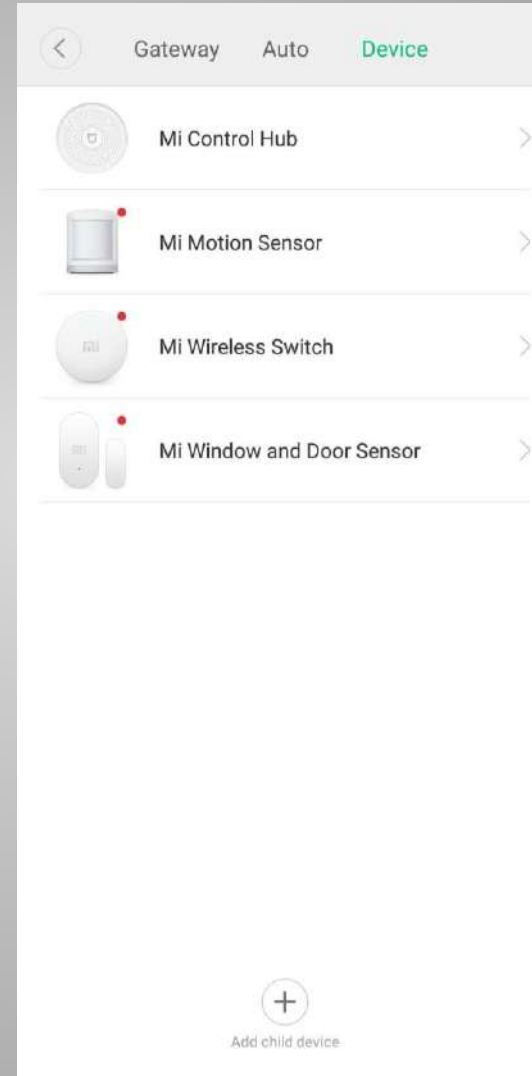 Gateway Auto Device
Mi Control Hub
Mi Motion Sensor
Mi Wireless Switch
Mi Window and Door Sensor
Add child device